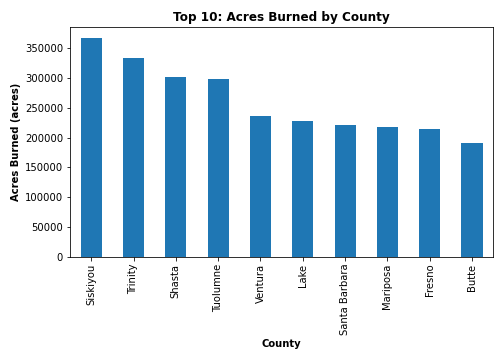 Top 10: Acres Burned by County
Acres Burned (acres)
350000
300000
250000
200000
150000
100000
50000
0
Siskiyou
Trinity
Shasta
Tuolumne
Ventura
Lake
Santa Barbara
Mariposa
Fresno
Butte
County